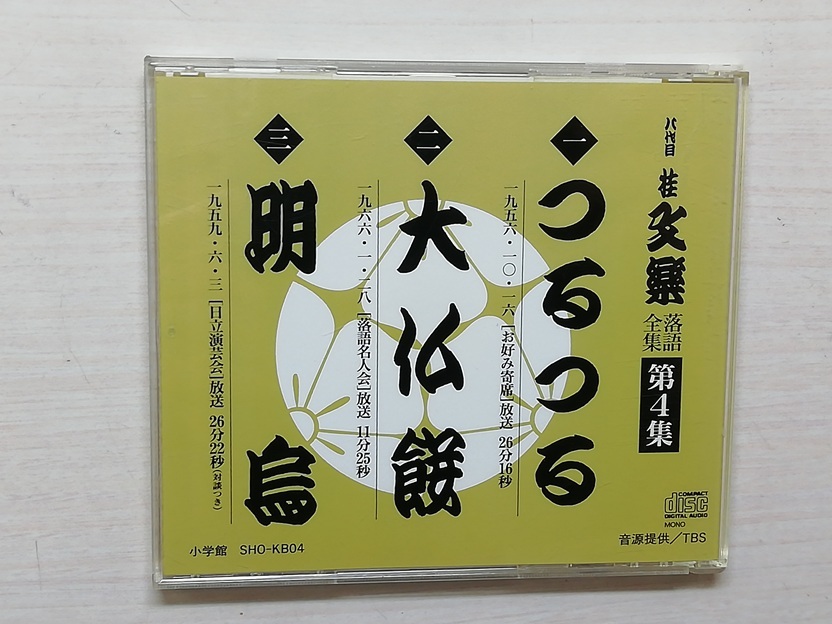 八代目 桂文樂
落語
全集
第4集
一 つるつる
一九五六・一〇・一六 [お好み寄席]放送 26分16秒
二 大仏餅
一九六六・一・二八 [落語名人会]放送 11分25秒
三 明烏
一九五九・六・三 [日立演芸会]放送 26分22秒(対談つき)
COMPACT
disc
DIGITAL AUDIO
MONO
音源提供／TBS
小学館 SHO-KB04